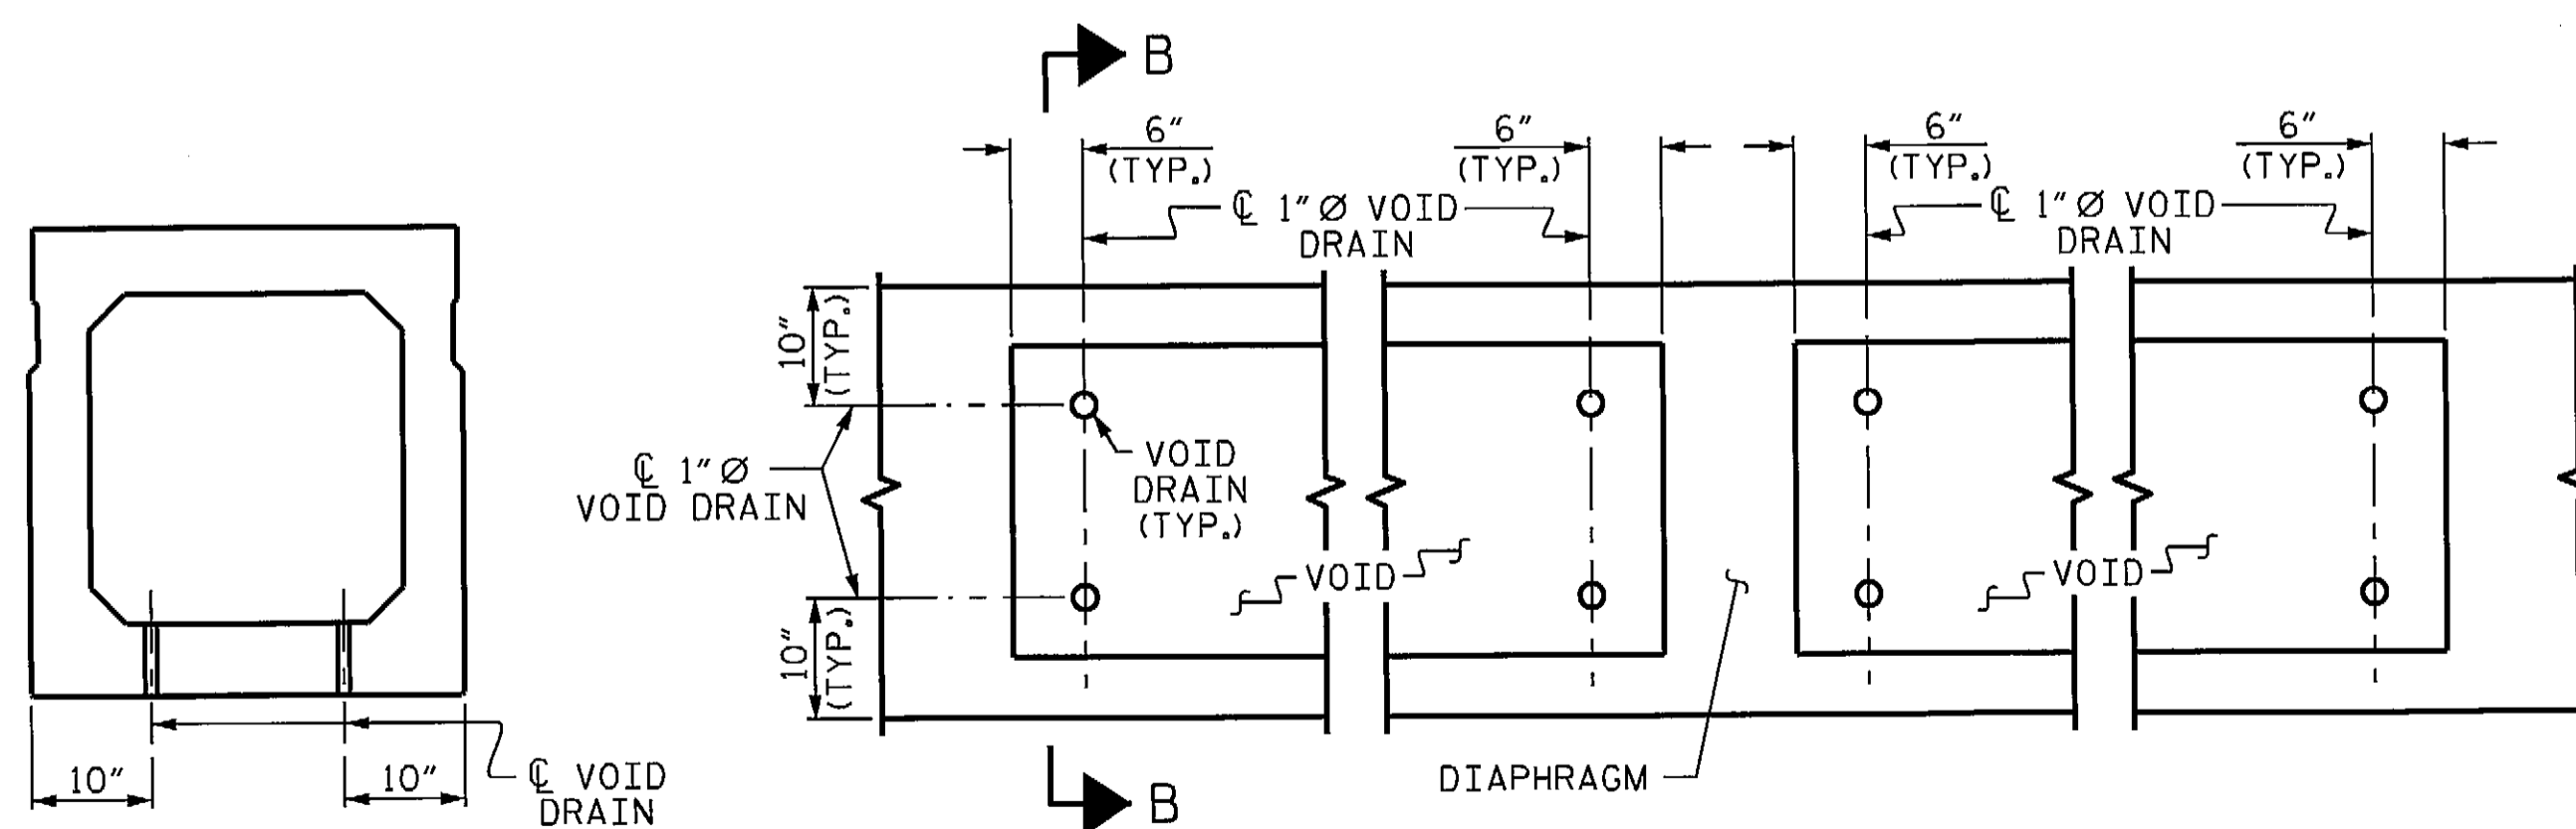 B
6" 6" 6" 6"
(TYP.) (TYP.) (TYP.) (TYP.)
℄ 1" Ø VOID
DRAIN
℄ 1" Ø VOID
DRAIN
10"
(TYP.)
℄ 1" Ø
VOID DRAIN
VOID
DRAIN
(TYP.)
VOID
VOID
10"
(TYP.)
10" 10"
℄ VOID
DRAIN
DIAPHRAGM
B